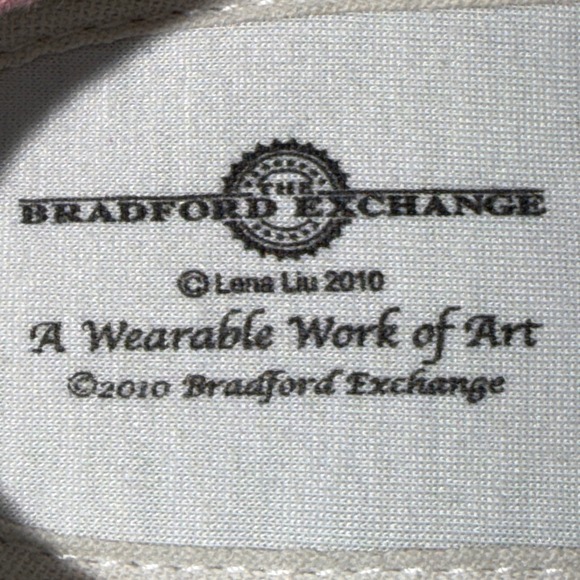 THE
BRADFORD EXCHANGE
© Lena Liu 2010
A Wearable Work of Art
©2010 Bradford Exchange